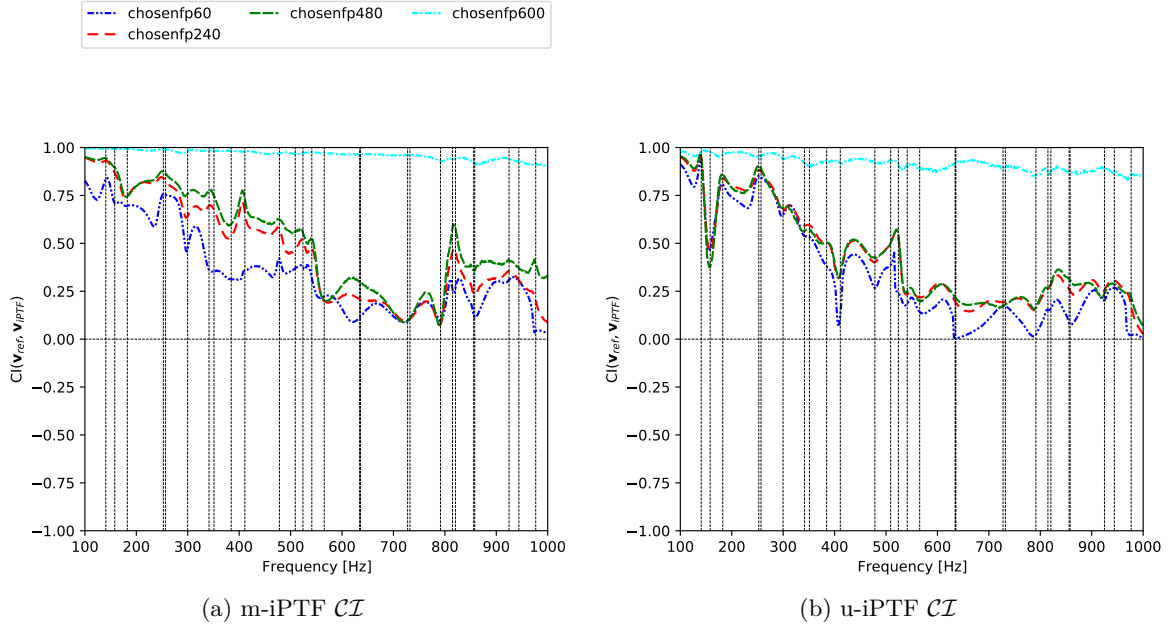 chosenfp60 chosenfp480 chosenfp600
chosenfp240
1.00
0.75
0.50
0.25
0.00
−0.25
−0.50
−0.75
−1.00
CI(v_ref, v_iPTF)
100 200 300 400 500 600 700 800 900 1000
Frequency [Hz]
(a) m-iPTF CI
1.00
0.75
0.50
0.25
0.00
−0.25
−0.50
−0.75
−1.00
CI(v_ref, v_iPTF)
100 200 300 400 500 600 700 800 900 1000
Frequency [Hz]
(b) u-iPTF CI